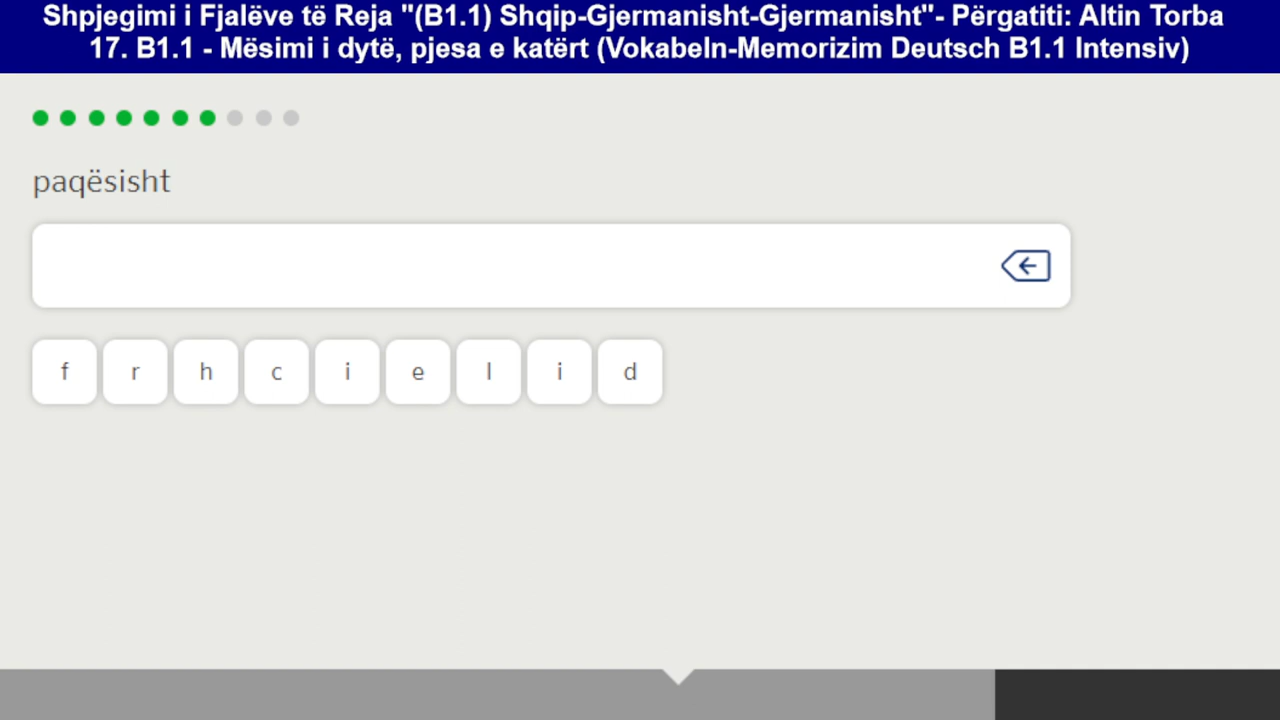 Shpjegimi i Fjalëve të Reja "(B1.1) Shqip-Gjermanisht-Gjermanisht"- Përgatiti: Altin Torba
17. B1.1 - Mësimi i dytë, pjesa e katërt (Vokabeln-Memorizim Deutsch B1.1 Intensiv)
paqësisht
f r h c i e l i d